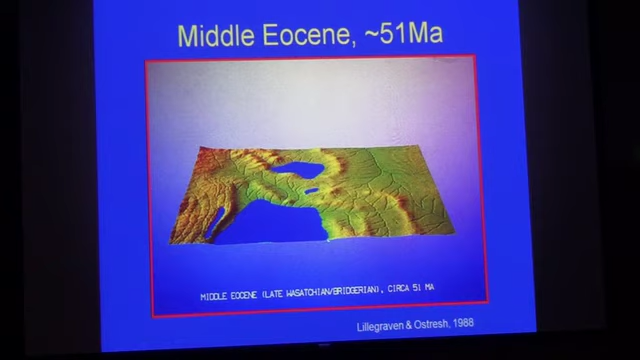 Middle Eocene, ~51Ma
MIDDLE EOCENE (LATE WASATCHIAN/BRIDGERIAN), CIRCA 51 MA
Lillegraven & Ostresh, 1988